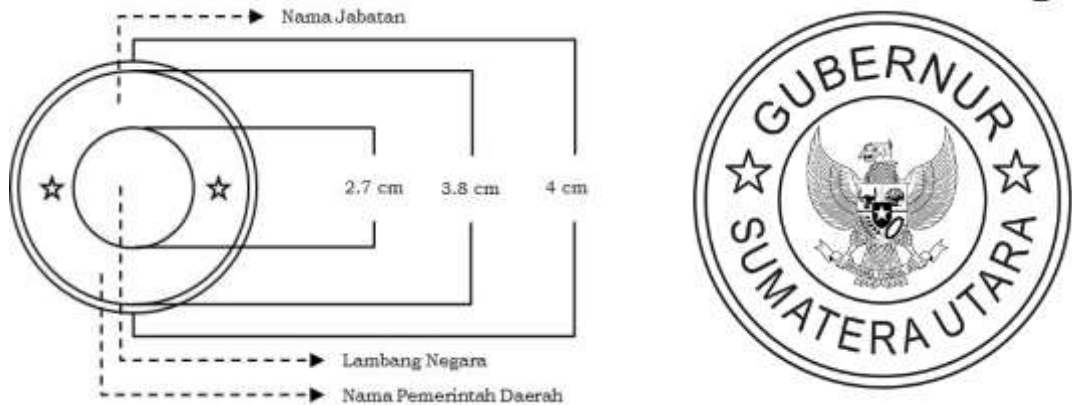 Nama Jabatan
2.7 cm 3.8 cm 4 cm
Lambang Negara
Nama Pemerintah Daerah
GUBERNUR
SUMATERA UTARA